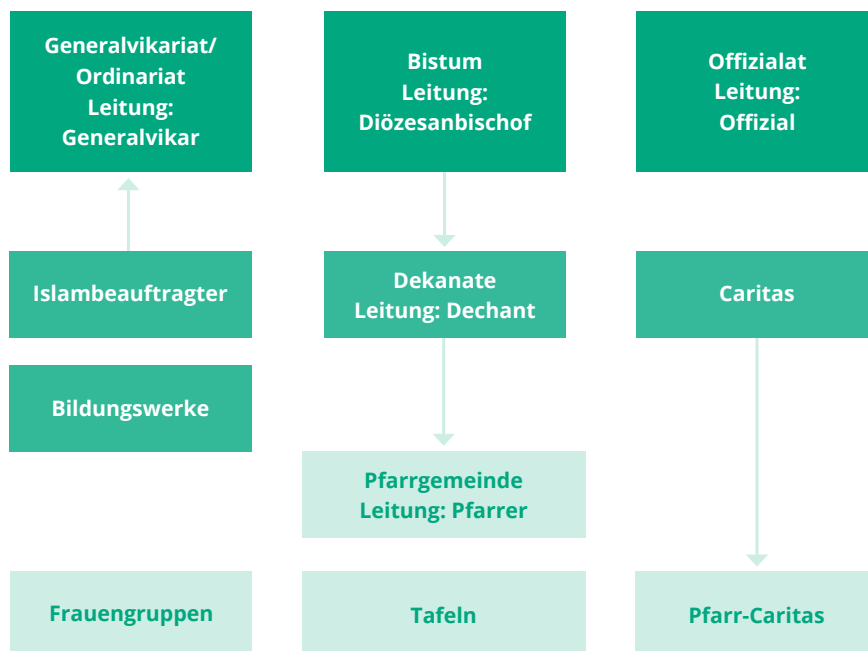 Generalvikariat/
Ordinariat
Leitung:
Generalvikar
Bistum
Leitung:
Diözesanbischof
Offizialat
Leitung:
Offizial
Islambeauftragter
Dekanate
Leitung: Dechant
Caritas
Bildungswerke
Pfarrgemeinde
Leitung: Pfarrer
Frauengruppen
Tafeln
Pfarr-Caritas